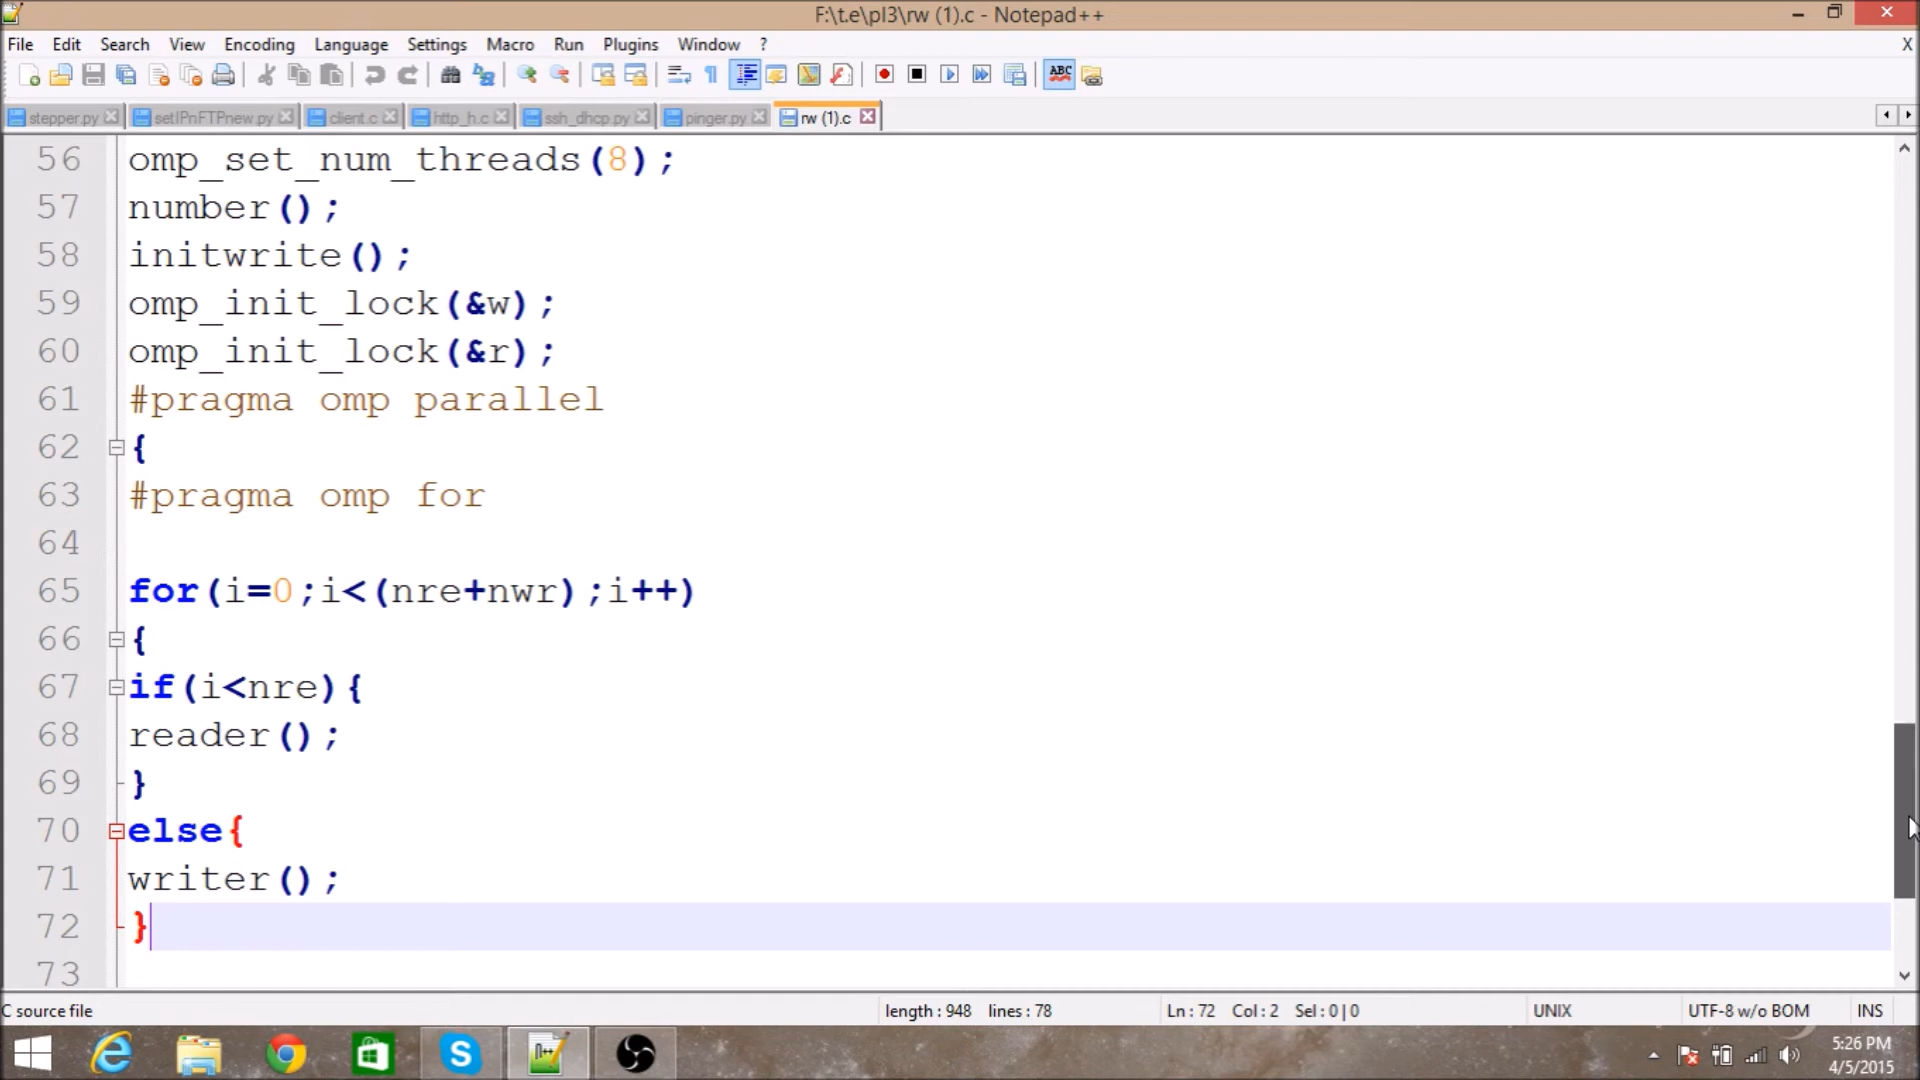 F:\t.e\pl3\rw (1).c - Notepad++
File Edit Search View Encoding Language Settings Macro Run Plugins Window ? X
ABC
stepper.py setIPnFTPnew.py client.c http_h.c ssh_dhcp.py pinger.py rw (1).c
56 omp_set_num_threads(8);
57 number();
58 initwrite();
59 omp_init_lock(&w);
60 omp_init_lock(&r);
61 #pragma omp parallel
62 {
63 #pragma omp for
64
65 for(i=0;i<(nre+nwr);i++)
66 {
67 if(i<nre){
68 reader();
69 }
70 else{
71 writer();
72 }
73
C source file length : 948 lines : 78 Ln : 72 Col : 2 Sel : 0 | 0 UNIX UTF-8 w/o BOM INS
5:26 PM
4/5/2015